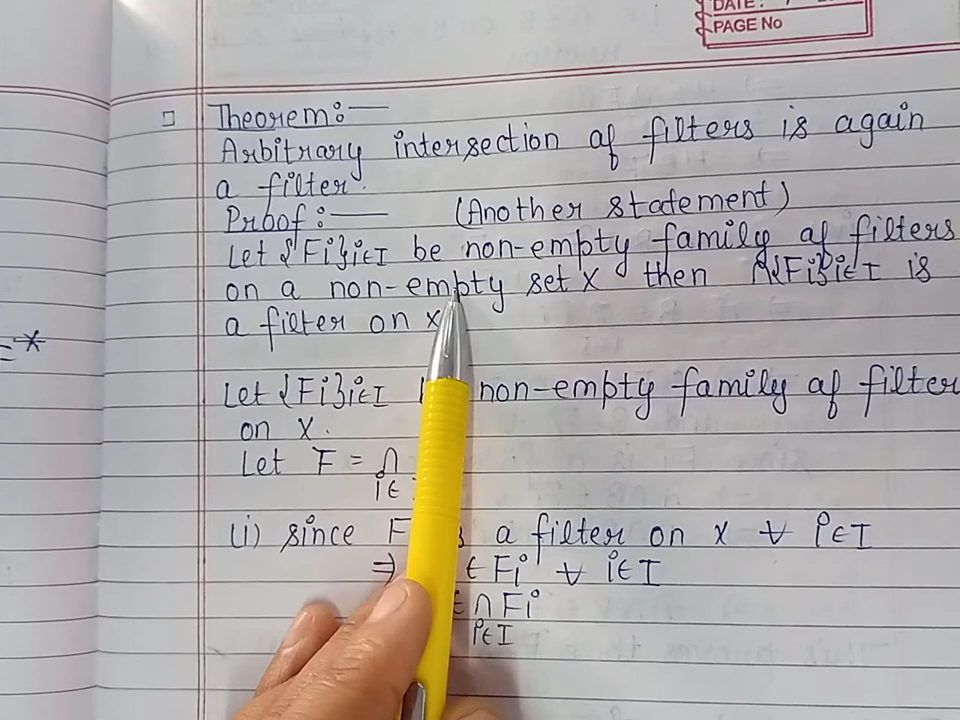 DATE: /
PAGE No
Theorem:—
Arbitrary intersection of filters is again
a filter.
Proof:— (Another statement)
Let {Fi}i∈I be non-empty family of filters
on a non-empty set X then ∩{Fi}i∈I is
a filter on X
=*
Let {Fi}i∈I non-empty family of filter
on X.
Let F = ∩
i∈
(i) since F a filter on X ∀ i∈I
⇒ ∈ Fi ∀ i∈I
∈ ∩ Fi
i∈I